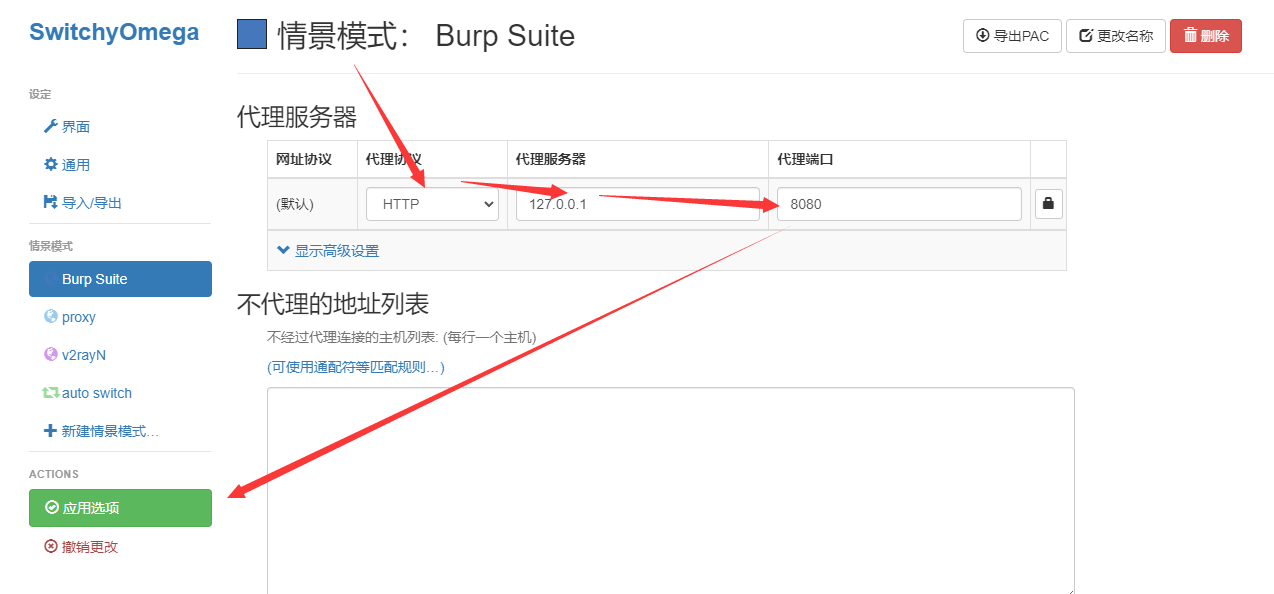 SwitchyOmega
设定
界面
通用
导入/导出
情景模式
Burp Suite
proxy
v2rayN
auto switch
新建情景模式…
ACTIONS
应用选项
撤销更改
情景模式： Burp Suite
导出PAC 更改名称 删除
代理服务器
网址协议 代理协议 代理服务器 代理端口
(默认) HTTP 127.0.0.1 8080
显示高级设置
不代理的地址列表
不经过代理连接的主机列表: (每行一个主机)
(可使用通配符等匹配规则…)